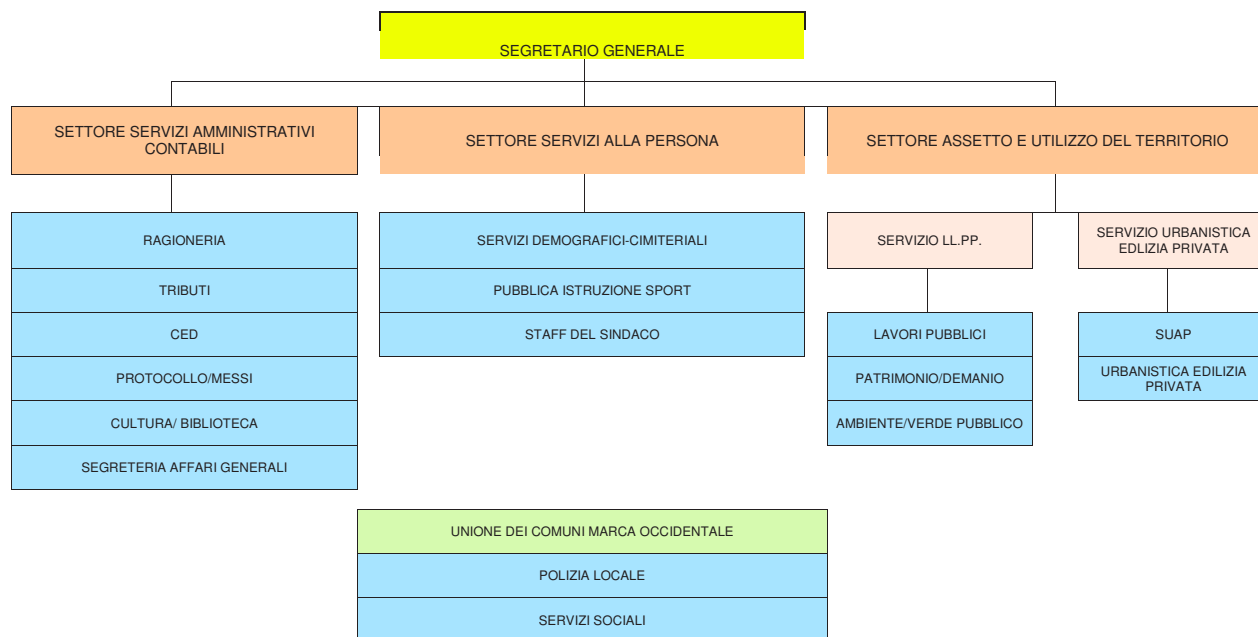 SEGRETARIO GENERALE
SETTORE SERVIZI AMMINISTRATIVI
CONTABILI
SETTORE SERVIZI ALLA PERSONA
SETTORE ASSETTO E UTILIZZO DEL TERRITORIO
RAGIONERIA
TRIBUTI
CED
PROTOCOLLO/MESSI
CULTURA/ BIBLIOTECA
SEGRETERIA AFFARI GENERALI
SERVIZI DEMOGRAFICI-CIMITERIALI
PUBBLICA ISTRUZIONE SPORT
STAFF DEL SINDACO
SERVIZIO LL.PP.
LAVORI PUBBLICI
PATRIMONIO/DEMANIO
AMBIENTE/VERDE PUBBLICO
SERVIZIO URBANISTICA
EDLIZIA PRIVATA
SUAP
URBANISTICA EDILIZIA
PRIVATA
UNIONE DEI COMUNI MARCA OCCIDENTALE
POLIZIA LOCALE
SERVIZI SOCIALI